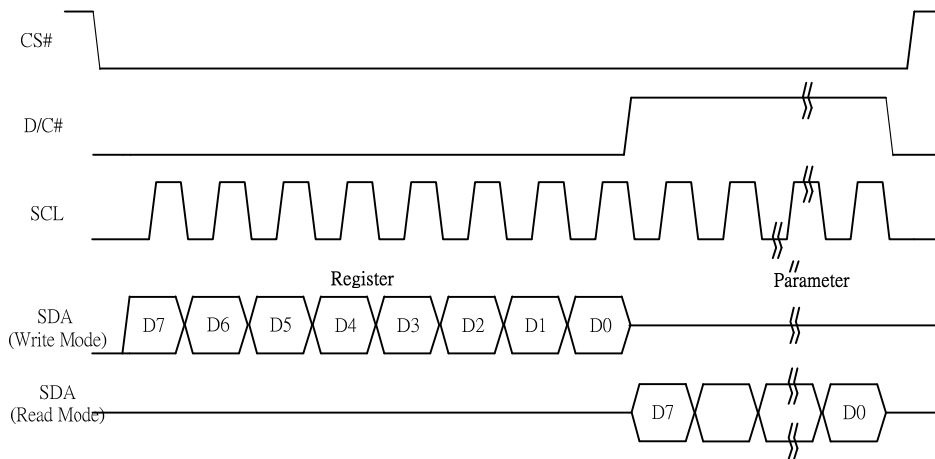 CS#
D/C#
SCL
Register
Parameter
SDA
(Write Mode)
D7 D6 D5 D4 D3 D2 D1 D0
SDA
(Read Mode)
D7 D0